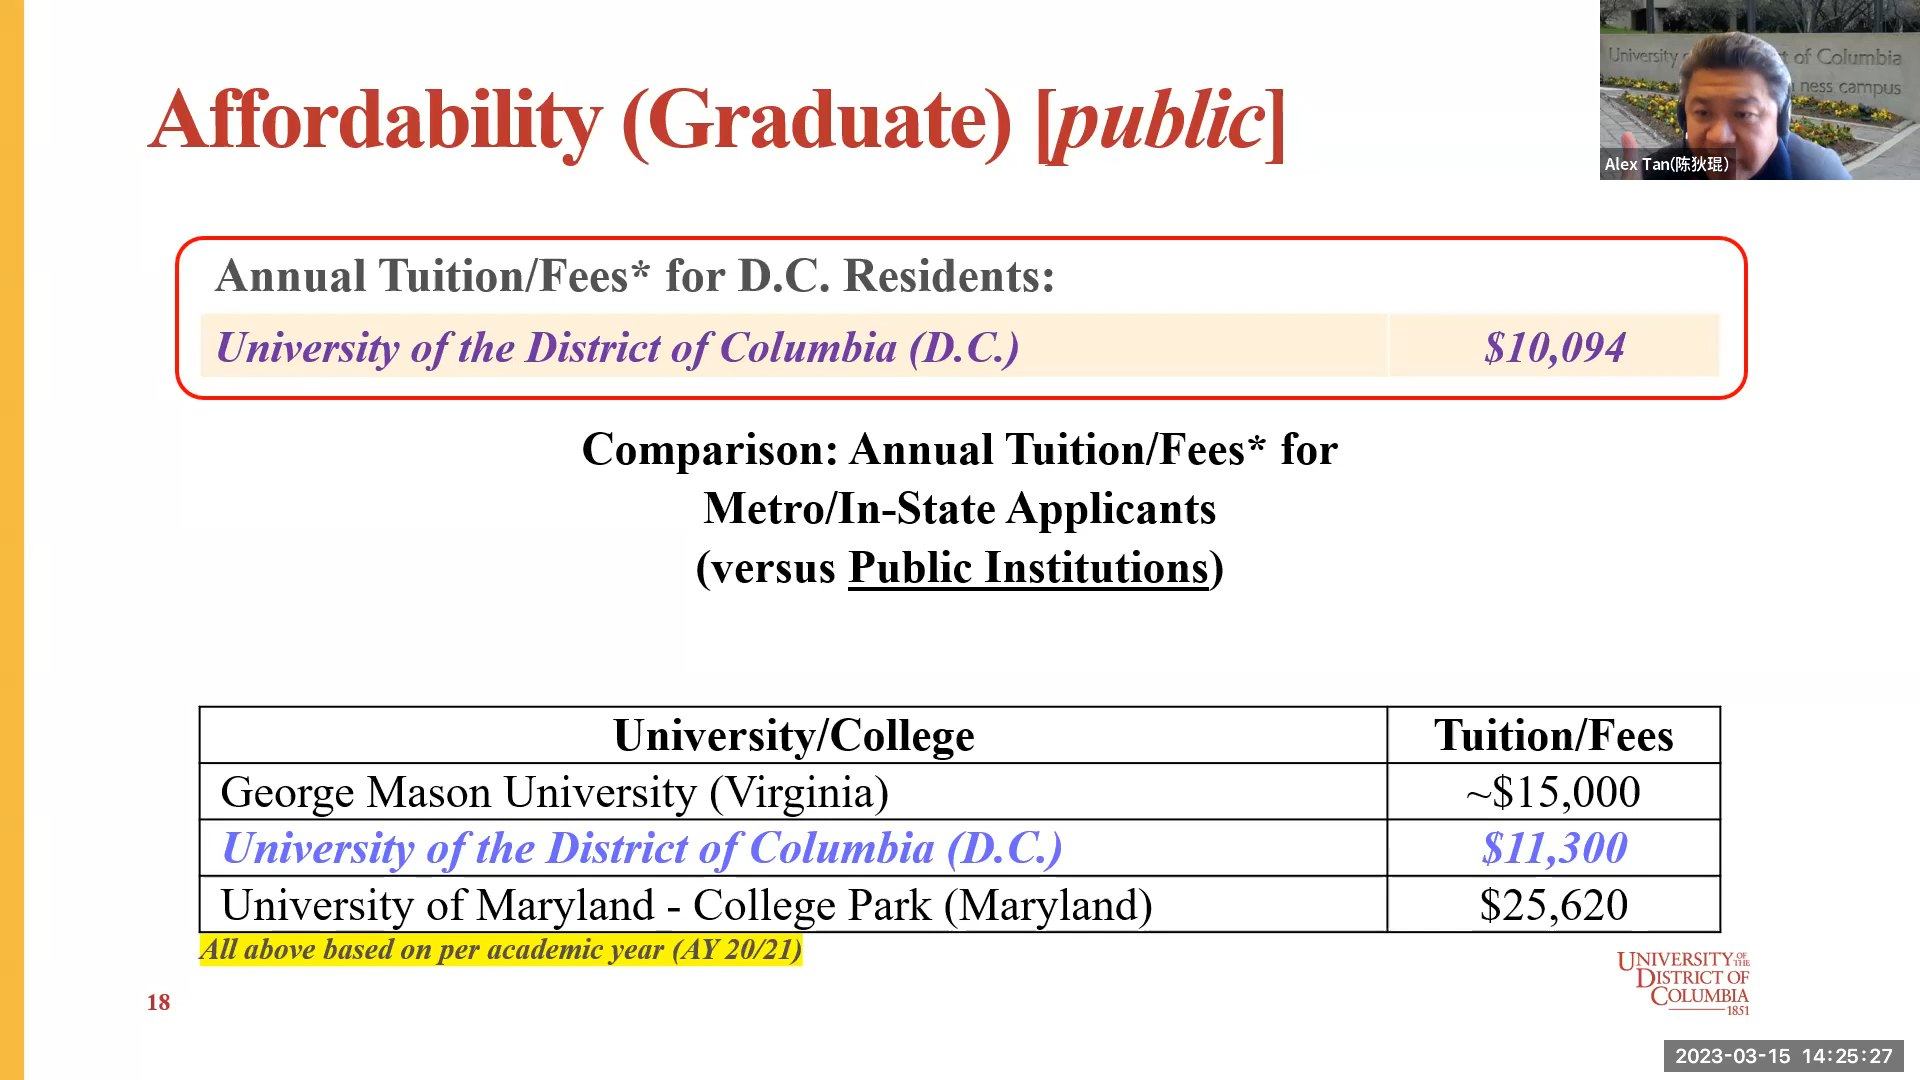 Affordability (Graduate) [public]
University of Columbia
ness campus
Alex Tan(陈狄琨)
Annual Tuition/Fees* for D.C. Residents:
University of the District of Columbia (D.C.) $10,094
Comparison: Annual Tuition/Fees* for
Metro/In-State Applicants
(versus Public Institutions)
University/College Tuition/Fees
George Mason University (Virginia) ~$15,000
University of the District of Columbia (D.C.) $11,300
University of Maryland - College Park (Maryland) $25,620
All above based on per academic year (AY 20/21)
UNIVERSITY OF THE
DISTRICT OF
COLUMBIA
1851
18
2023-03-15 14:25:27